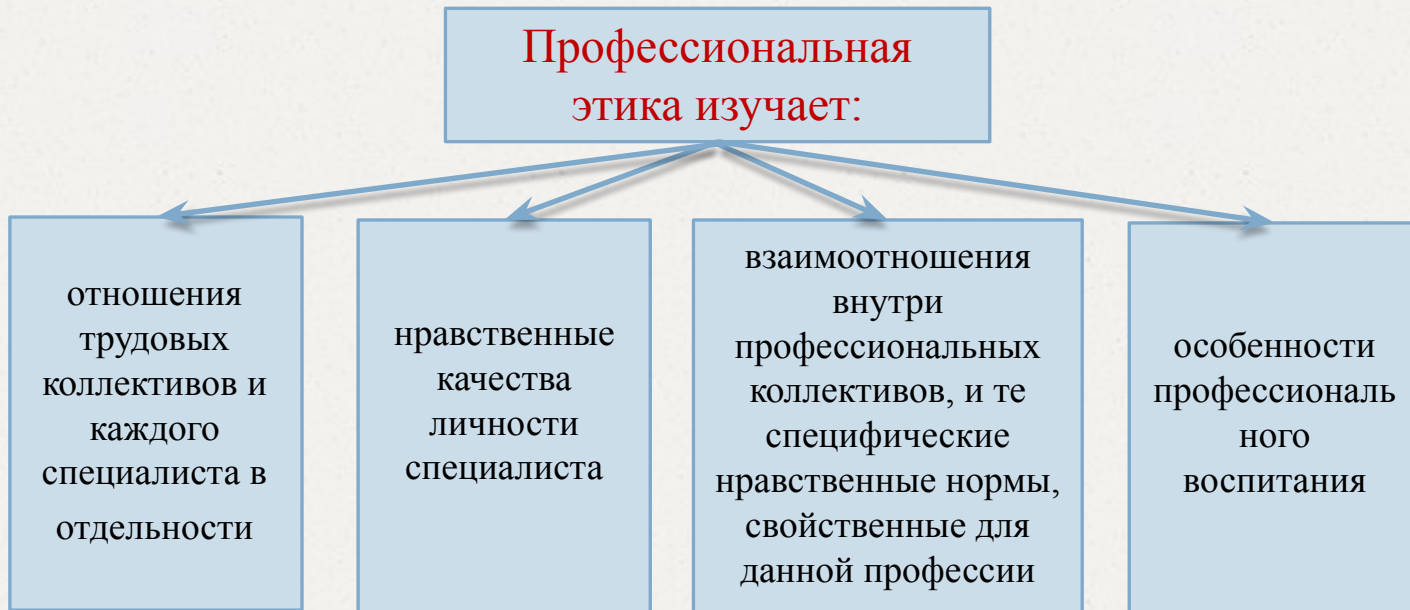 Профессиональная
этика изучает:
отношения
трудовых
коллективов и
каждого
специалиста в
отдельности
нравственные
качества
личности
специалиста
взаимоотношения
внутри
профессиональных
коллективов, и те
специфические
нравственные нормы,
свойственные для
данной профессии
особенности
профессиональ
ного
воспитания